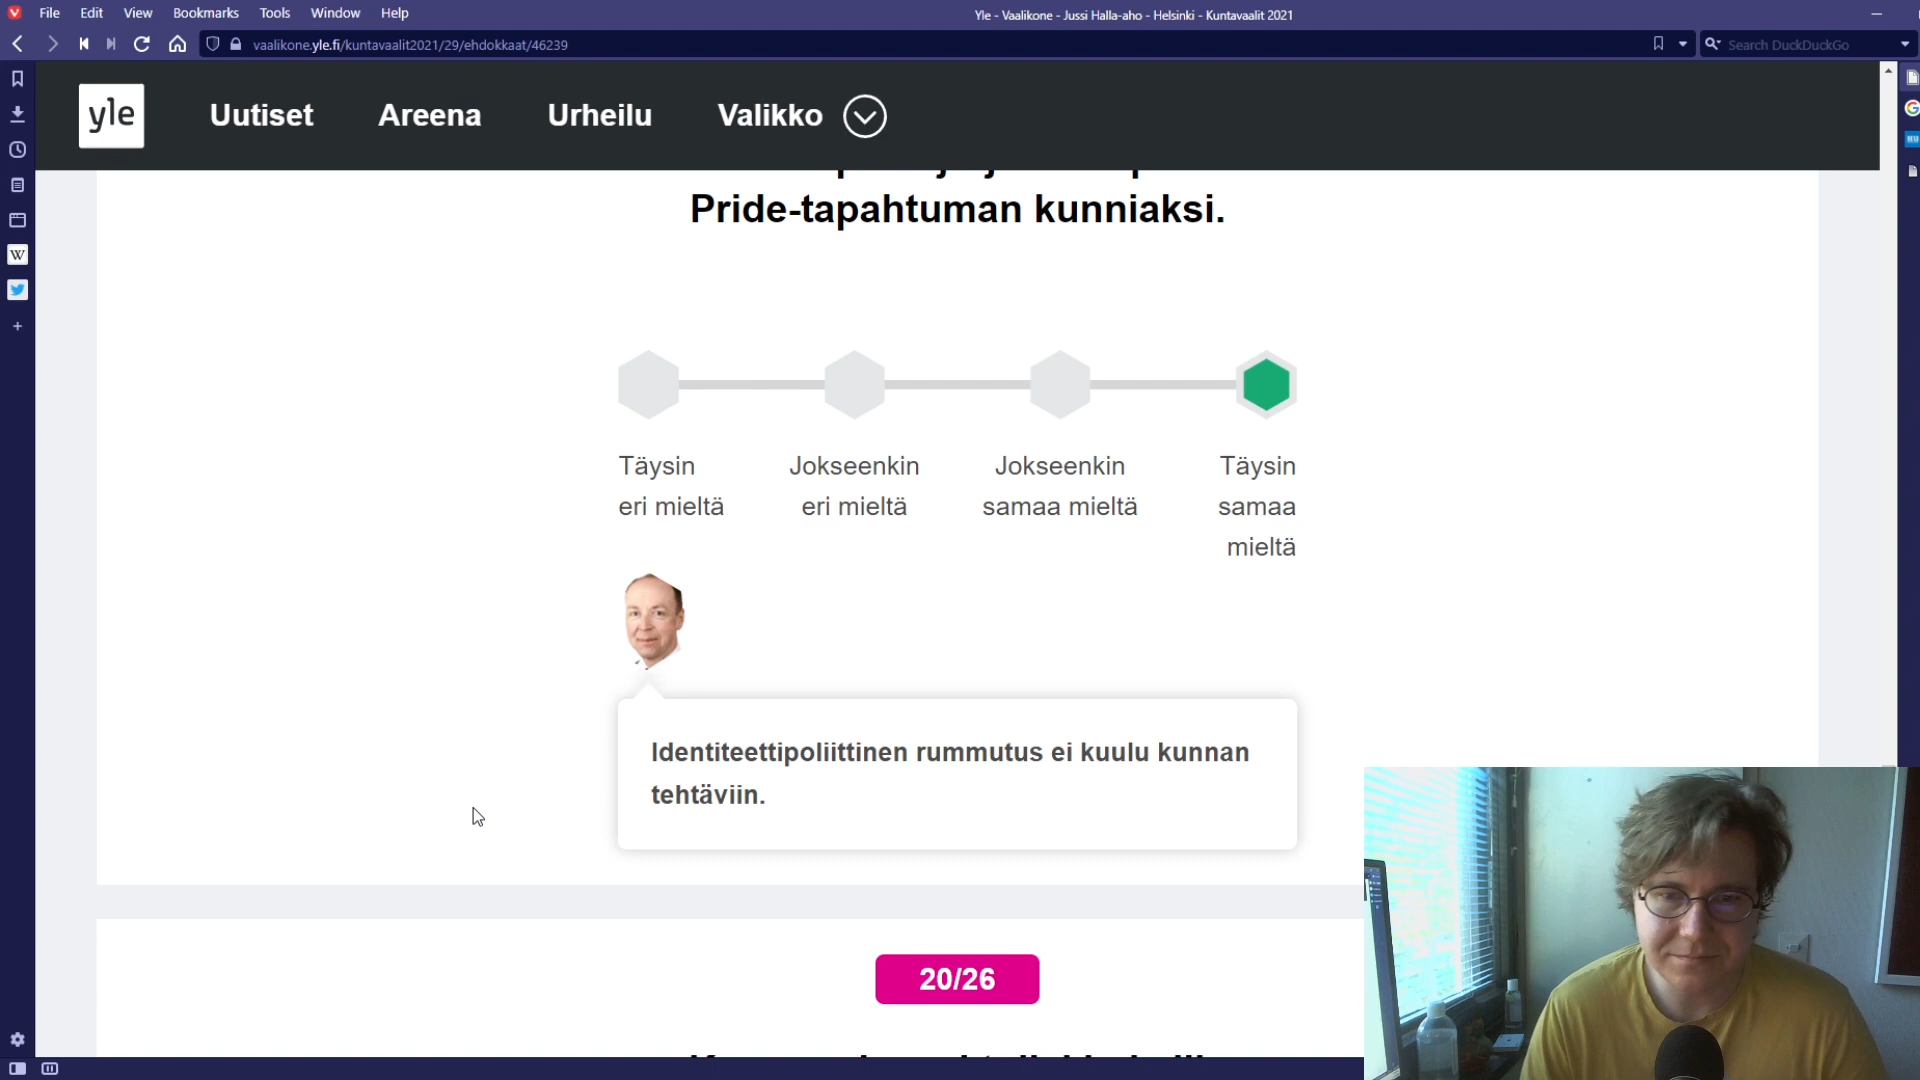 File Edit View Bookmarks Tools Window Help
Yle - Vaalikone - Jussi Halla-aho - Helsinki - Kuntavaalit 2021
vaalikone.yle.fi/kuntavaalit2021/29/ehdokkaat/46239
Search DuckDuckGo
yle Uutiset Areena Urheilu Valikko
Pride-tapahtuman kunniaksi.
Täysin
eri mieltä
Jokseenkin
eri mieltä
Jokseenkin
samaa mieltä
Täysin
samaa
mieltä
Identiteettipoliittinen rummutus ei kuulu kunnan
tehtäviin.
20/26
W